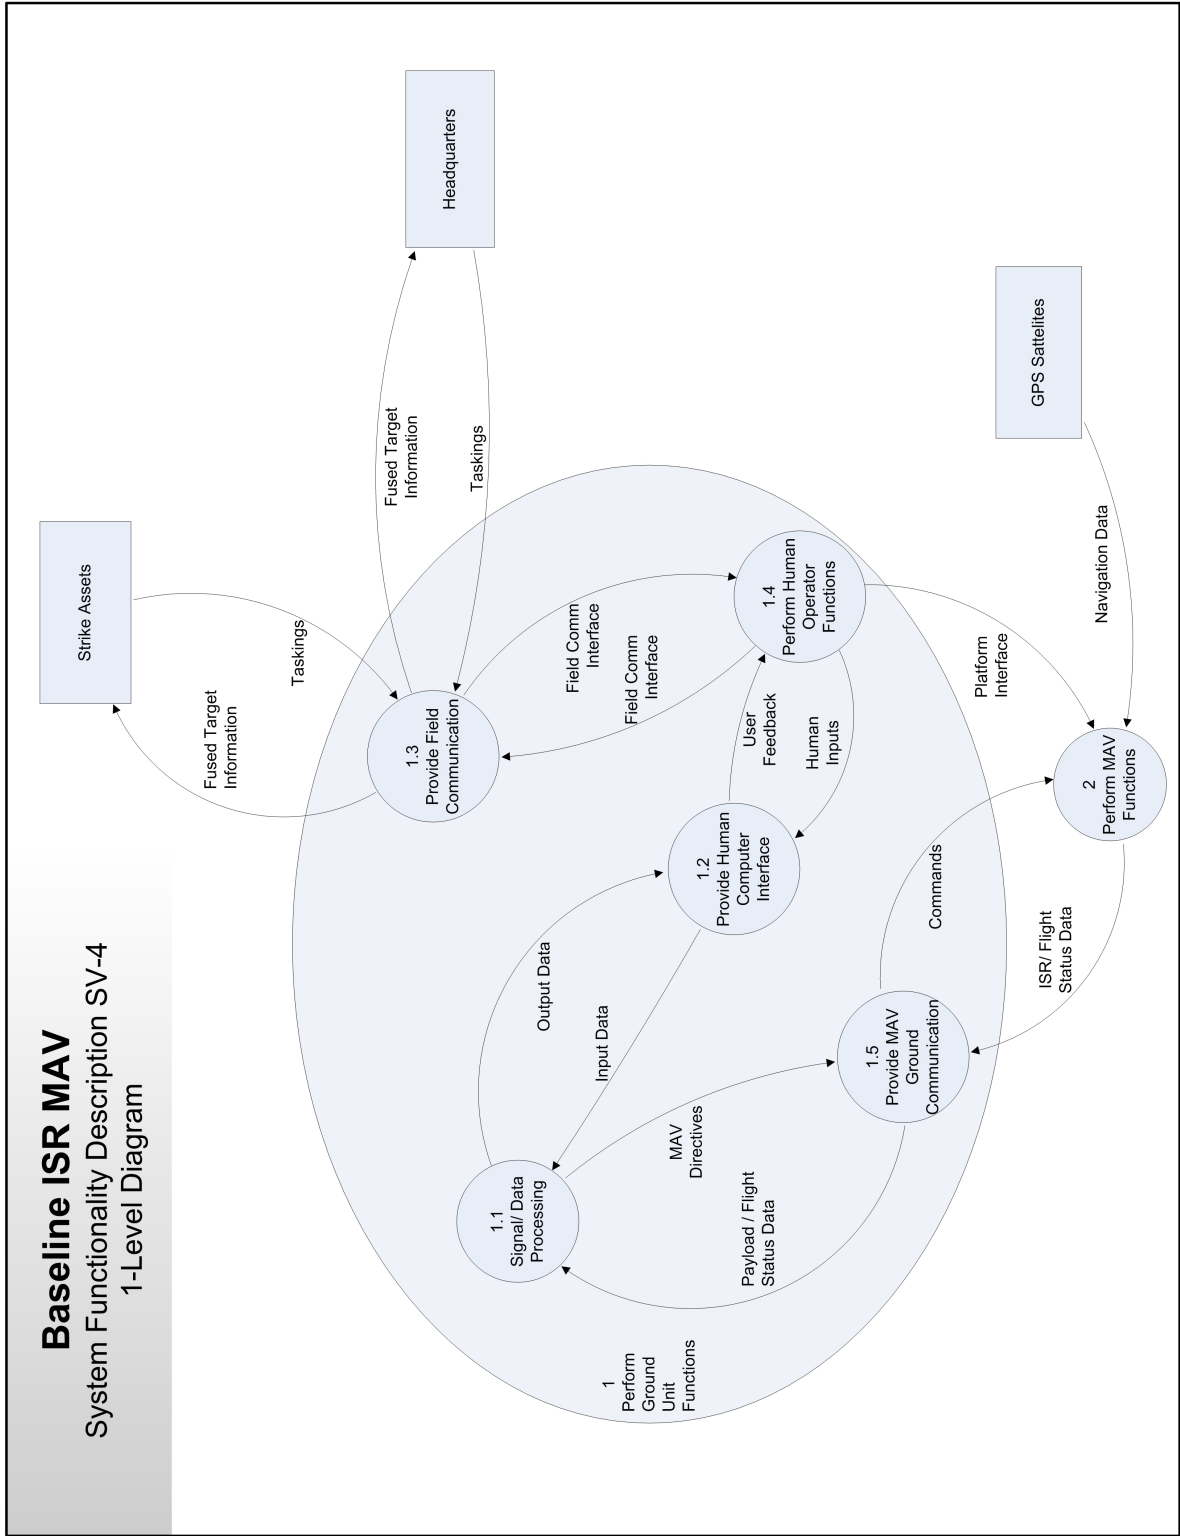 Baseline ISR MAV
System Functionality Description SV-4
1-Level Diagram
Strike Assets
Headquarters
GPS Sattelites
Fused Target
Information
Taskings
Fused Target
Information
Taskings
1.3
Provide Field
Communication
Field Comm
Interface
Field Comm
Interface
1.4
Perform Human
Operator
Functions
User
Feedback
Human
Inputs
1.2
Provide Human
Computer
Interface
Output Data
Input Data
1.1
Signal/ Data
Processing
MAV
Directives
Payload / Flight
Status Data
1.5
Provide MAV
Ground
Communication
Commands
ISR/ Flight
Status Data
Platform
Interface
Navigation Data
2
Perform MAV
Functions
1
Perform
Ground
Unit
Functions